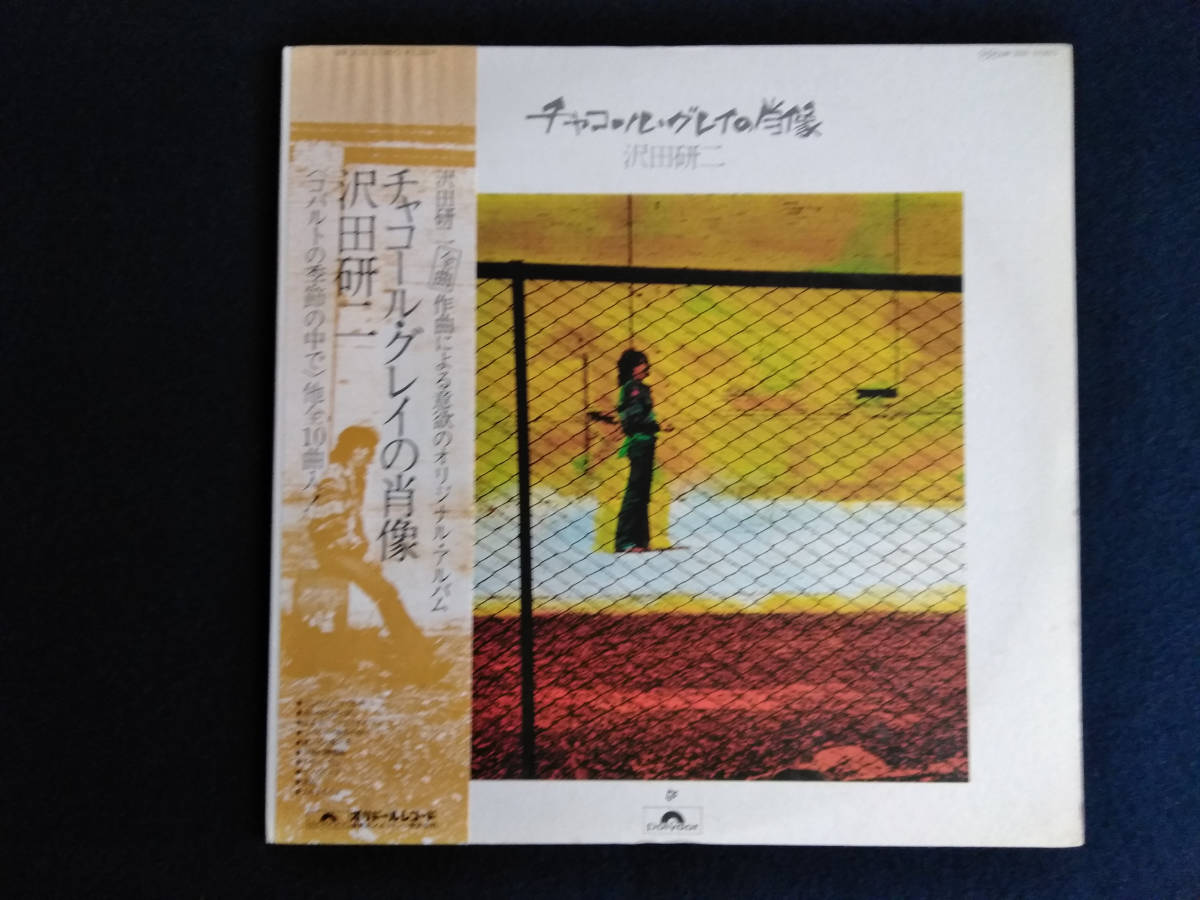 チャコール・グレイの肖像
沢田研二
沢田研二全曲作曲による意欲のオリジナル・アルバム
チャコール・グレイの肖像
沢田研二
〈コバルトの季節の中で〉他全10曲入り
ポリドールレコード
polydor